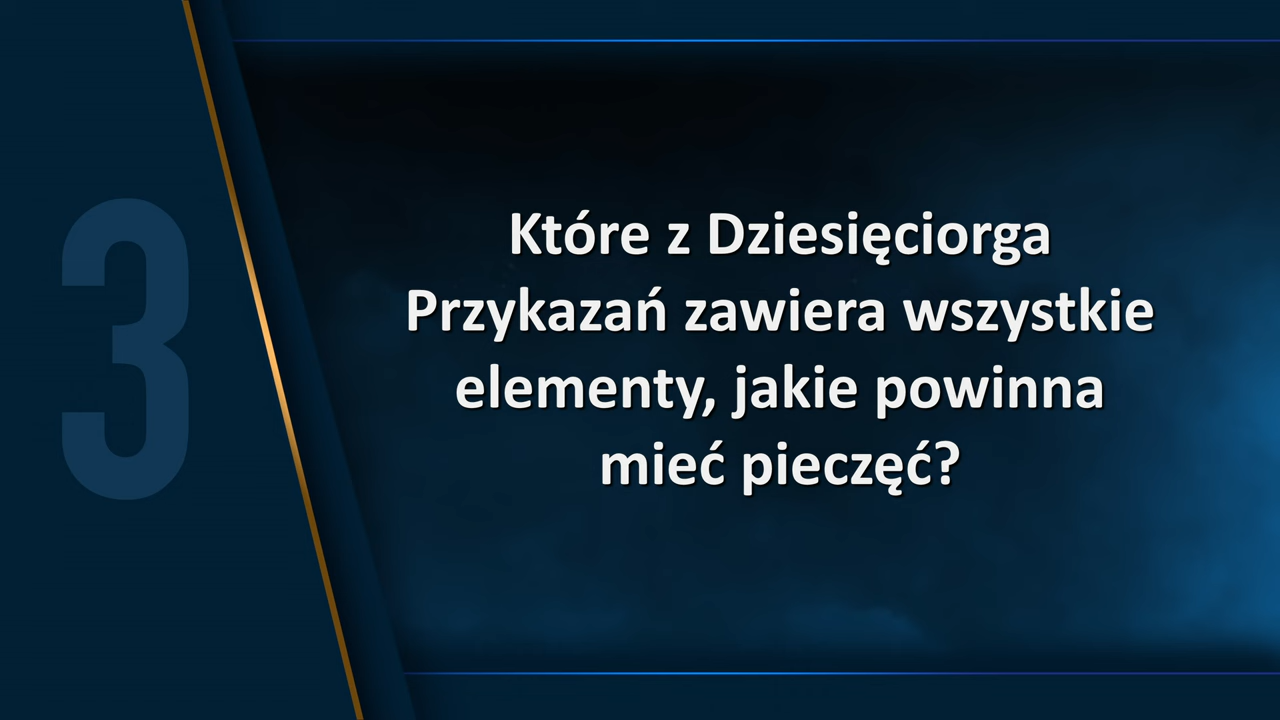 3
Które z Dziesięciorga
Przykazań zawiera wszystkie
elementy, jakie powinna
mieć pieczęć?